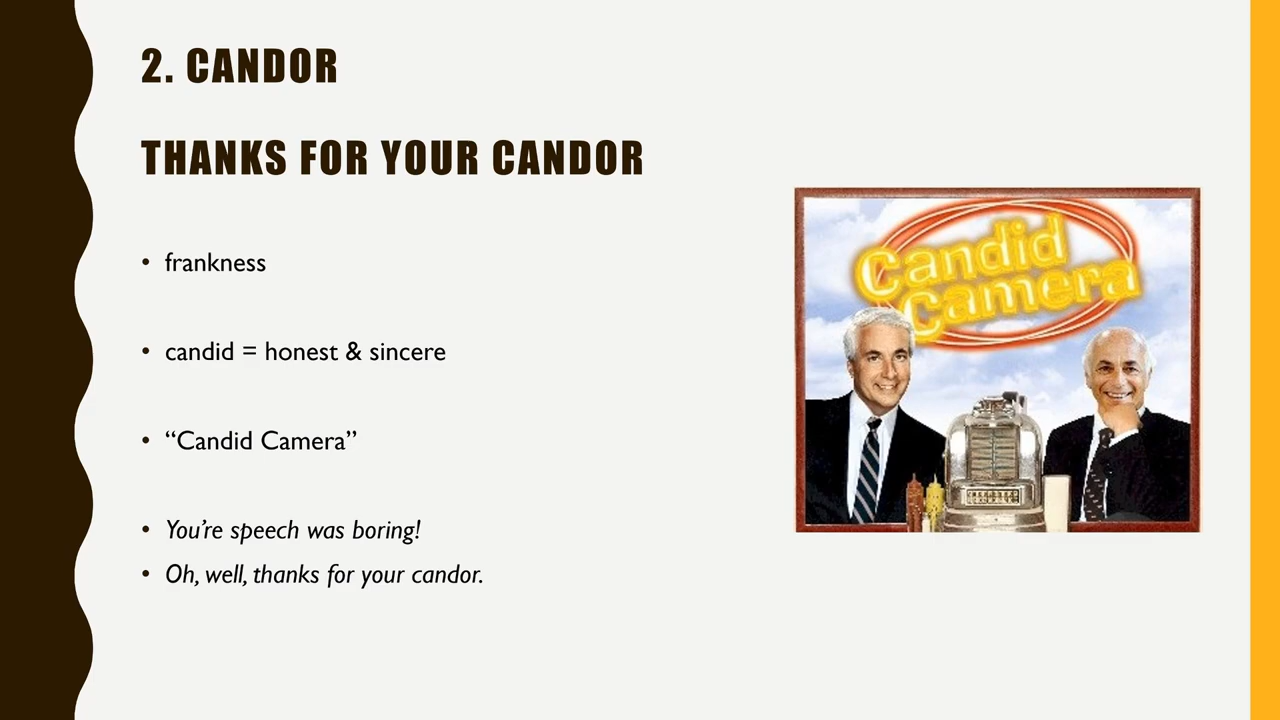 2. CANDOR
THANKS FOR YOUR CANDOR
• frankness
• candid = honest & sincere
• “Candid Camera”
• You’re speech was boring!
• Oh, well, thanks for your candor.
Candid
Camera